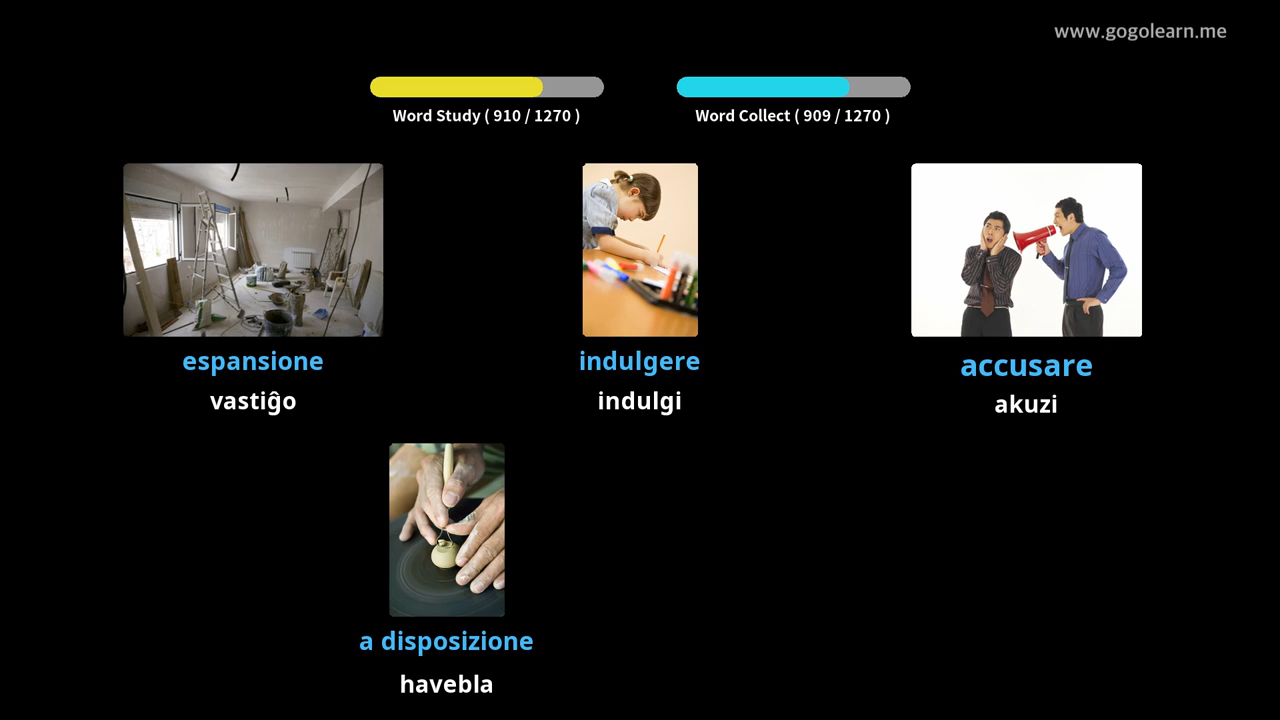 www.gogolearn.me
Word Study ( 910 / 1270 )
Word Collect ( 909 / 1270 )
espansione
vastiĝo
indulgere
indulgi
accusare
akuzi
a disposizione
havebla